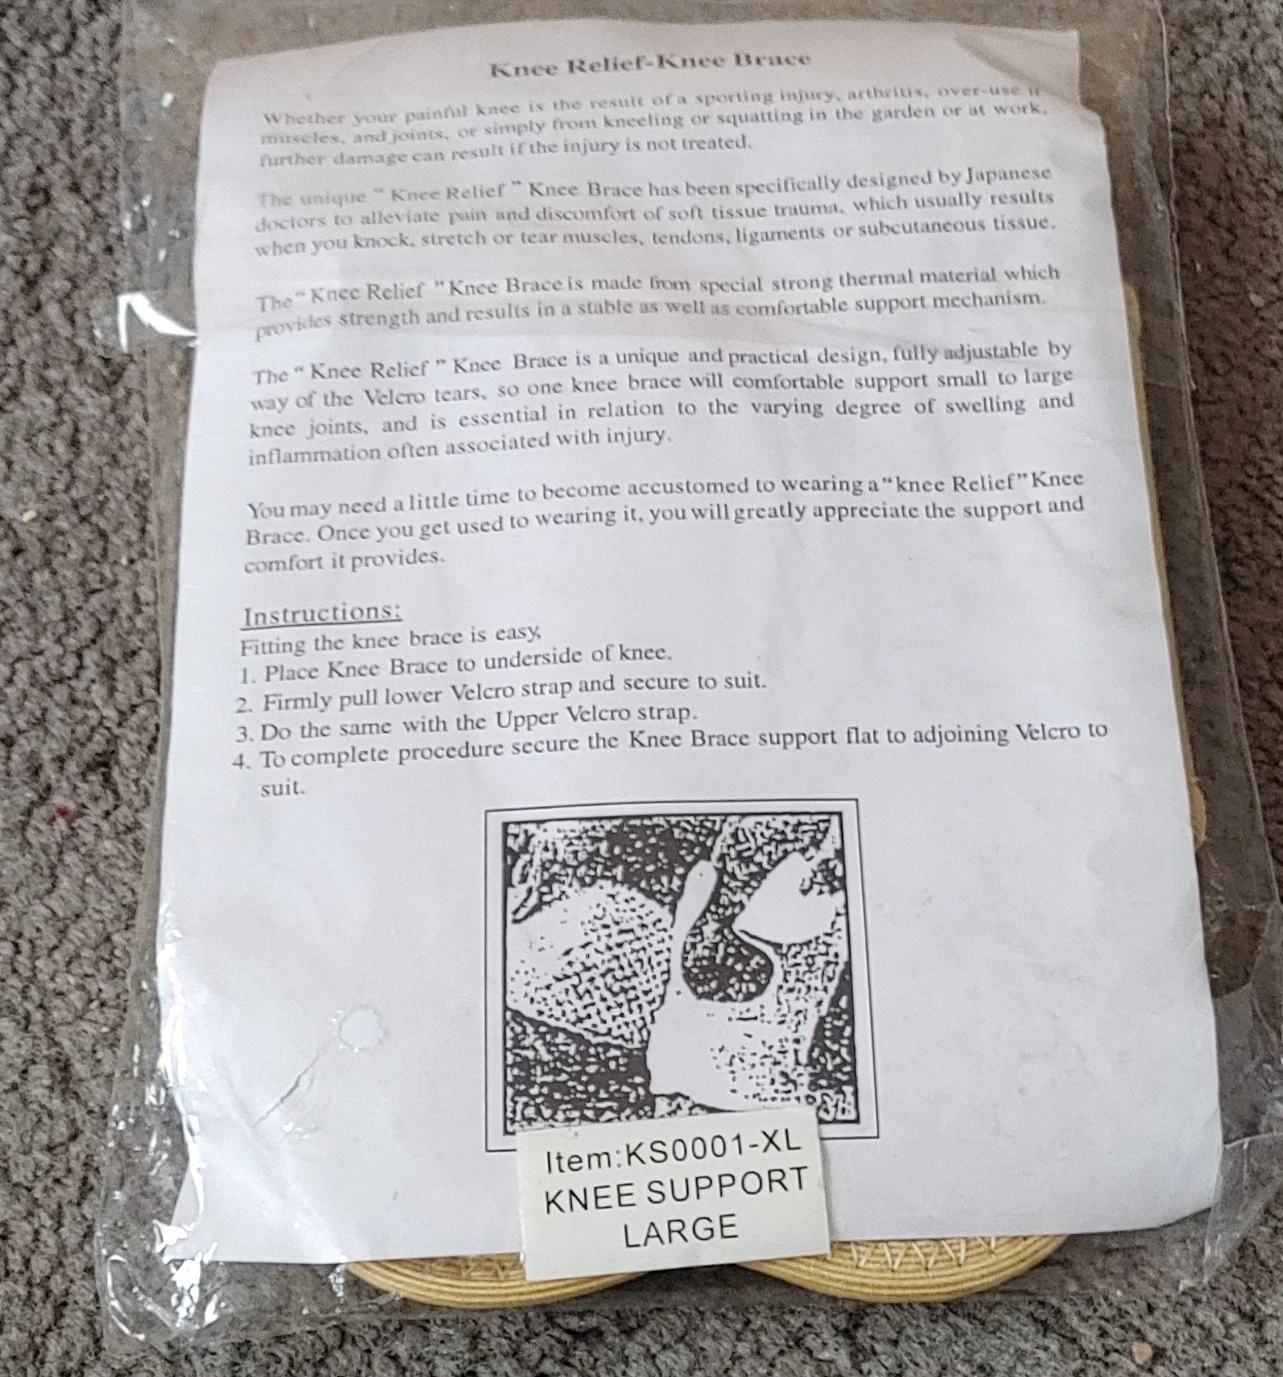 Knee Relief-Knee Brace
Whether your painful knee is the result of a sporting injury, arthritis, over-use
muscles, and joints, or simply from kneeling or squatting in the garden or at work,
further damage can result if the injury is not treated.
The unique “ Knee Relief ” Knee Brace has been specifically designed by Japanese
doctors to alleviate pain and discomfort of soft tissue trauma, which usually results
when you knock, stretch or tear muscles, tendons, ligaments or subcutaneous tissue.
The “ Knee Relief ” Knee Brace is made from special strong thermal material which
provides strength and results in a stable as well as comfortable support mechanism.
The “ Knee Relief ” Knee Brace is a unique and practical design, fully adjustable by
way of the Velcro tears, so one knee brace will comfortable support small to large
knee joints, and is essential in relation to the varying degree of swelling and
inflammation often associated with injury.
You may need a little time to become accustomed to wearing a “knee Relief” Knee
Brace. Once you get used to wearing it, you will greatly appreciate the support and
comfort it provides.
Instructions:
Fitting the knee brace is easy,
1. Place Knee Brace to underside of knee.
2. Firmly pull lower Velcro strap and secure to suit.
3. Do the same with the Upper Velcro strap.
4. To complete procedure secure the Knee Brace support flat to adjoining Velcro to
suit.
Item:KS0001-XL
KNEE SUPPORT
LARGE